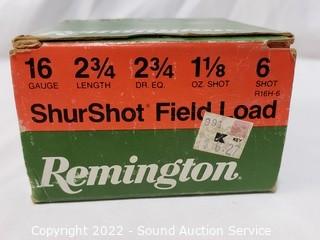 16 2¾ 2¾ 1⅛ 6
GAUGE LENGTH DR. EQ. OZ. SHOT SHOT
R16H-6
ShurShot Field Load
K KEY
Remington
Copyright 2022 - Sound Auction Service